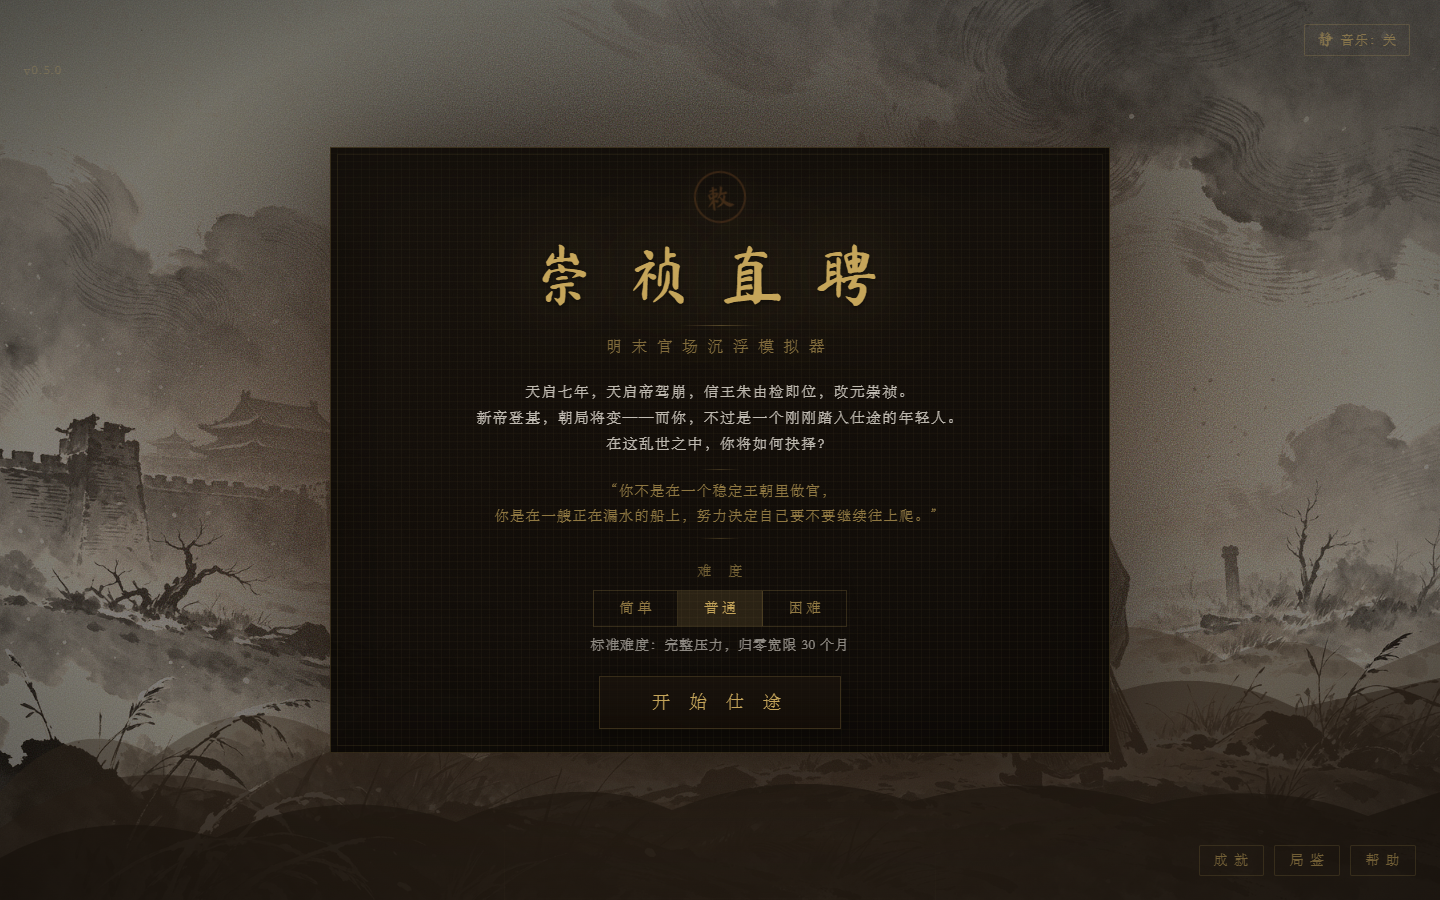 静 音乐：关
v0.5.0
敕
崇祯直聘
明末官场沉浮模拟器
天启七年，天启帝驾崩，信王朱由检即位，改元崇祯。
新帝登基，朝局将变——而你，不过是一个刚刚踏入仕途的年轻人。
在这乱世之中，你将如何抉择？
“你不是在一个稳定王朝里做官，
你是在一艘正在漏水的船上，努力决定自己要不要继续往上爬。”
难度
简单 普通 困难
标准难度：完整压力，归零宽限 30 个月
开始仕途
成就 局鉴 帮助